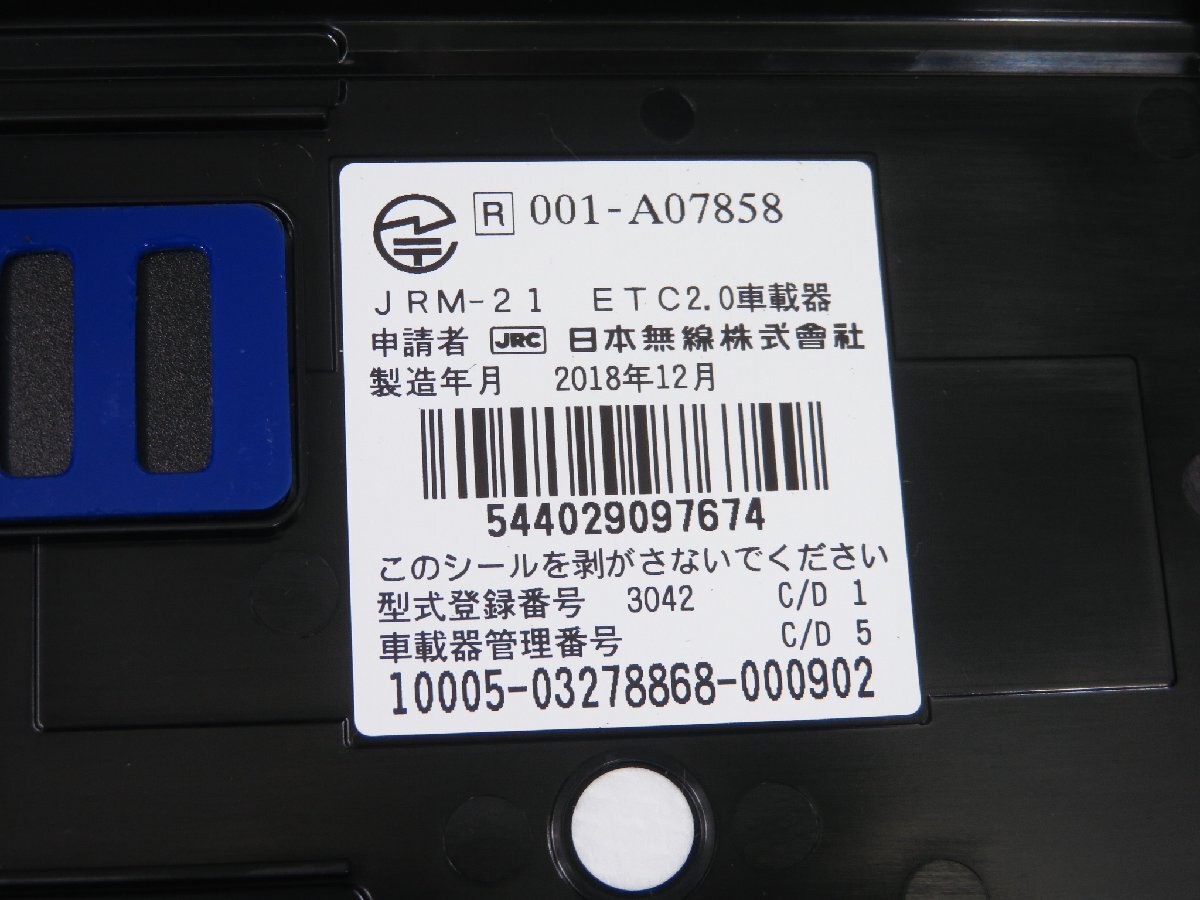 R 001-A07858
JRM-21 ETC2.0車載器
申請者 JRC 日本無線株式會社
製造年月 2018年12月
544029097674
このシールを剥がさないでください
型式登録番号 3042 C/D 1
車載器管理番号 C/D 5
10005-03278868-000902